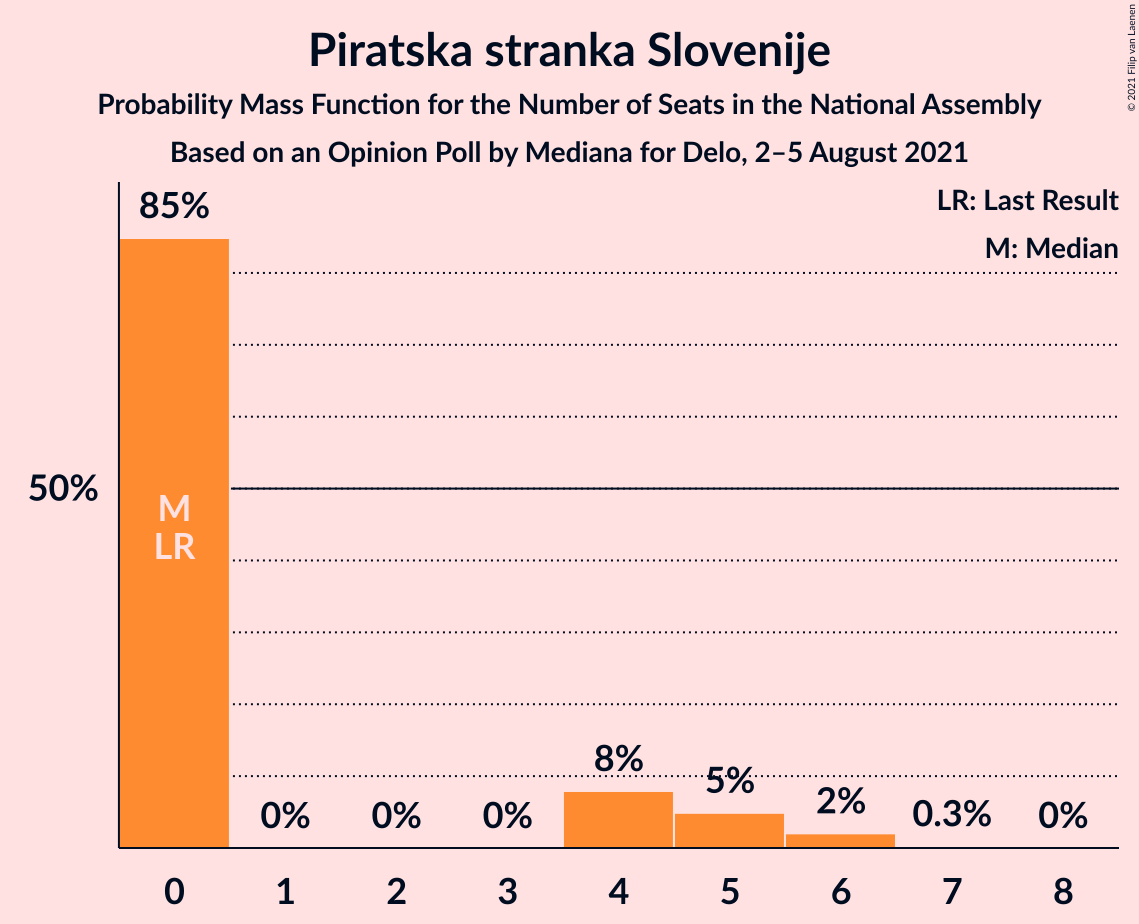 Piratska stranka Slovenije
Probability Mass Function for the Number of Seats in the National Assembly
Based on an Opinion Poll by Mediana for Delo, 2–5 August 2021
© 2021 Filip van Laenen
LR: Last Result
M: Median
85%
50%
M
LR
0%
0%
0%
8%
5%
2%
0.3%
0%
0 1 2 3 4 5 6 7 8